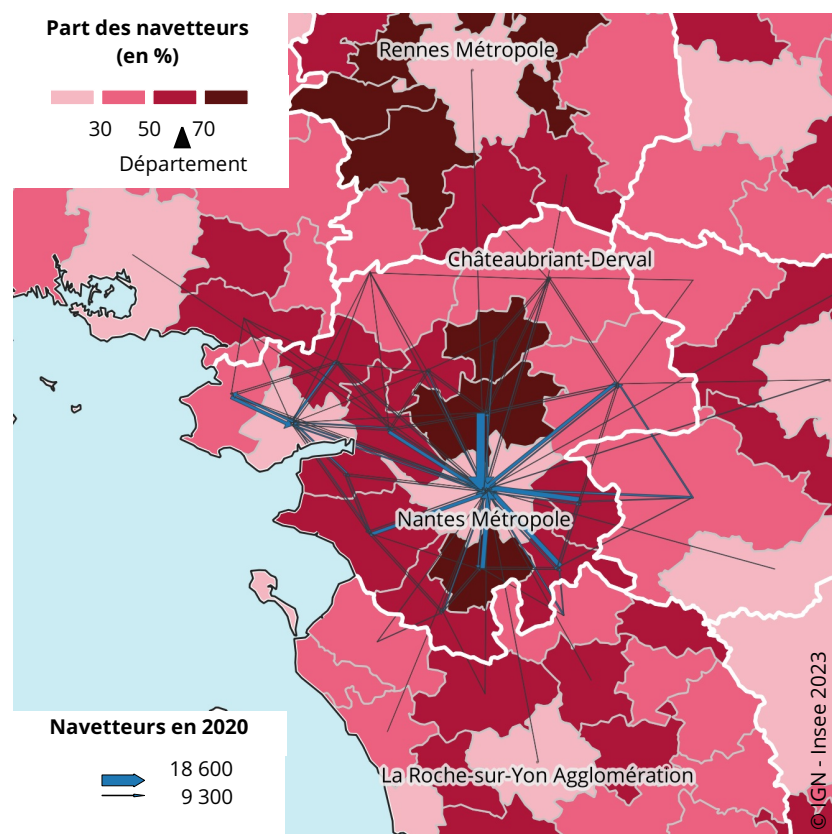 Part des navetteurs
(en %)
30 50 70
Département
Rennes Métropole
Châteaubriant-Derval
Nantes Métropole
La Roche-sur-Yon Agglomération
Navetteurs en 2020
18 600
9 300
© IGN - Insee 2023